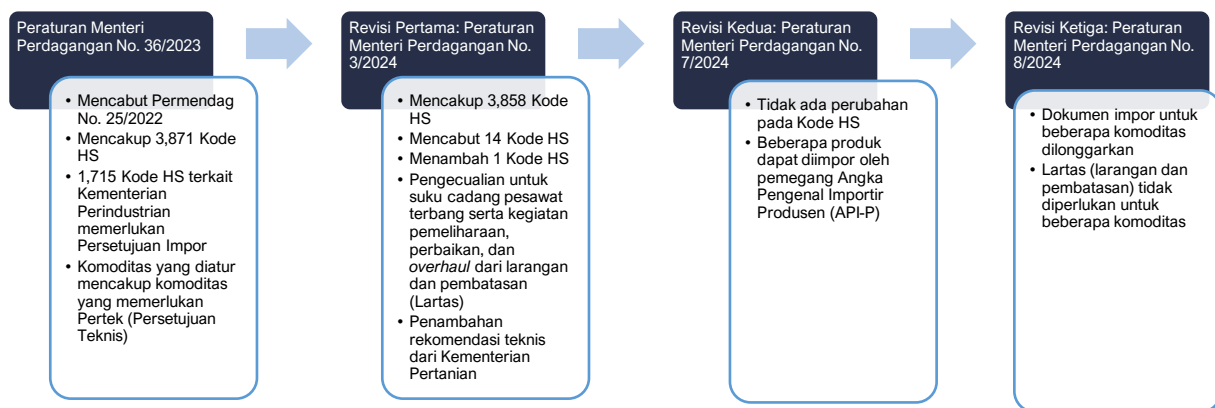 Peraturan Menteri
Perdagangan No. 36/2023
• Mencabut Permendag
No. 25/2022
• Mencakup 3,871 Kode
HS
• 1,715 Kode HS terkait
Kementerian
Perindustrian
memerlukan
Persetujuan Impor
• Komoditas yang diatur
mencakup komoditas
yang memerlukan
Pertek (Persetujuan
Teknis)
Revisi Pertama: Peraturan
Menteri Perdagangan No.
3/2024
• Mencakup 3,858 Kode
HS
• Mencabut 14 Kode HS
• Menambah 1 Kode HS
• Pengecualian untuk
suku cadang pesawat
terbang serta kegiatan
pemeliharaan,
perbaikan, dan
overhaul dari larangan
dan pembatasan
(Lartas)
• Penambahan
rekomendasi teknis
dari Kementerian
Pertanian
Revisi Kedua: Peraturan
Menteri Perdagangan No.
7/2024
• Tidak ada perubahan
pada Kode HS
• Beberapa produk
dapat diimpor oleh
pemegang Angka
Pengenal Importir
Produsen (API-P)
Revisi Ketiga: Peraturan
Menteri Perdagangan No.
8/2024
• Dokumen impor untuk
beberapa komoditas
dilonggarkan
• Lartas (larangan dan
pembatasan) tidak
diperlukan untuk
beberapa komoditas